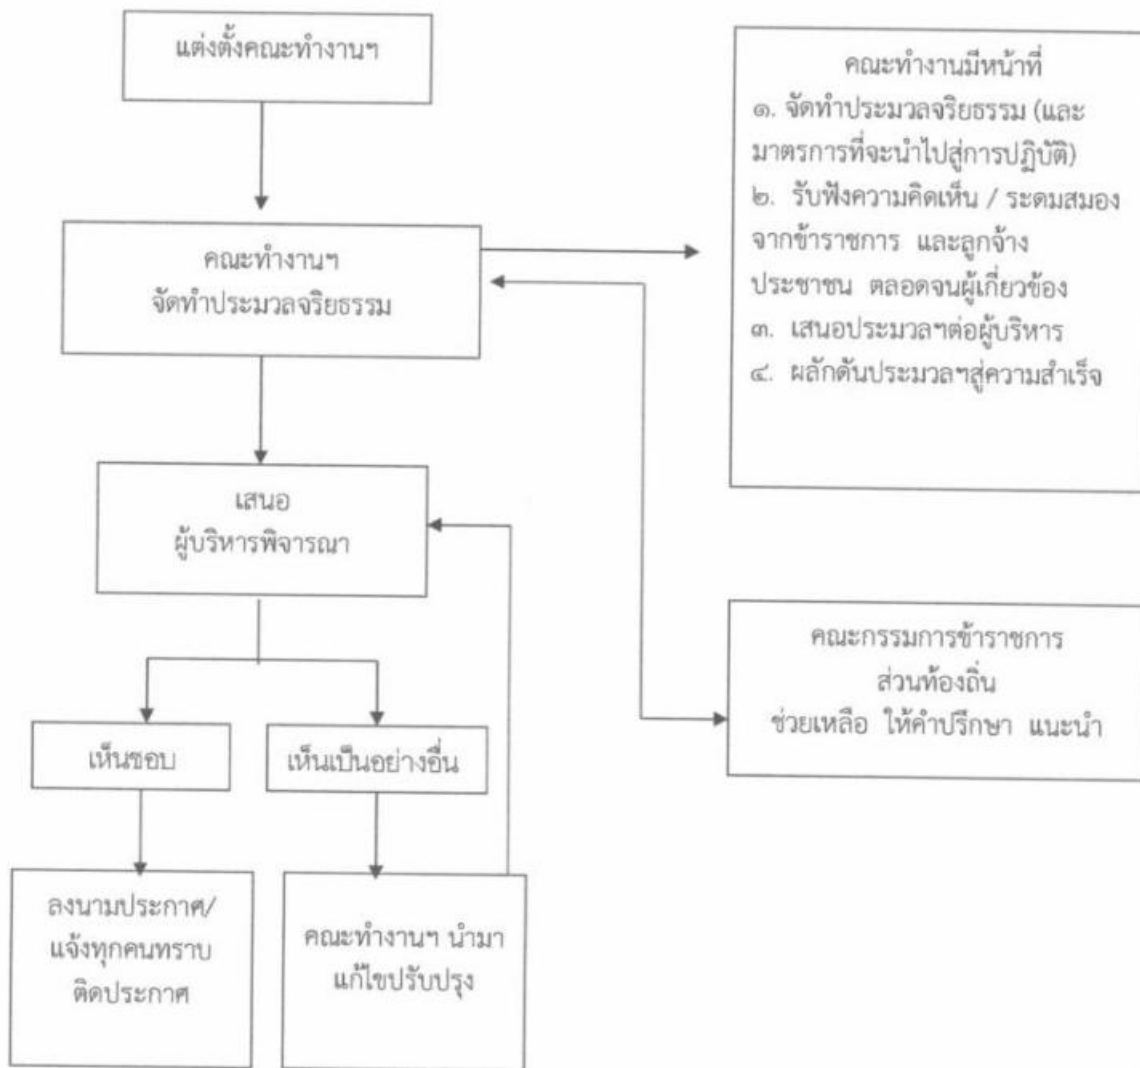 แต่งตั้งคณะทำงานฯ
คณะทำงานมีหน้าที่
๑. จัดทำประมวลจริยธรรม (และ
มาตรการที่จะนำไปสู่การปฏิบัติ)
๒. รับฟังความคิดเห็น / ระดมสมอง
จากข้าราชการ และลูกจ้าง
ประชาชน ตลอดจนผู้เกี่ยวข้อง
๓. เสนอประมวลฯต่อผู้บริหาร
๔. ผลักดันประมวลฯสู่ความสำเร็จ
คณะทำงานฯ
จัดทำประมวลจริยธรรม
เสนอ
ผู้บริหารพิจารณา
คณะกรรมการข้าราชการ
ส่วนท้องถิ่น
ช่วยเหลือ ให้คำปรึกษา แนะนำ
เห็นชอบ
เห็นเป็นอย่างอื่น
ลงนามประกาศ/
แจ้งทุกคนทราบ
ติดประกาศ
คณะทำงานฯ นำมา
แก้ไขปรับปรุง